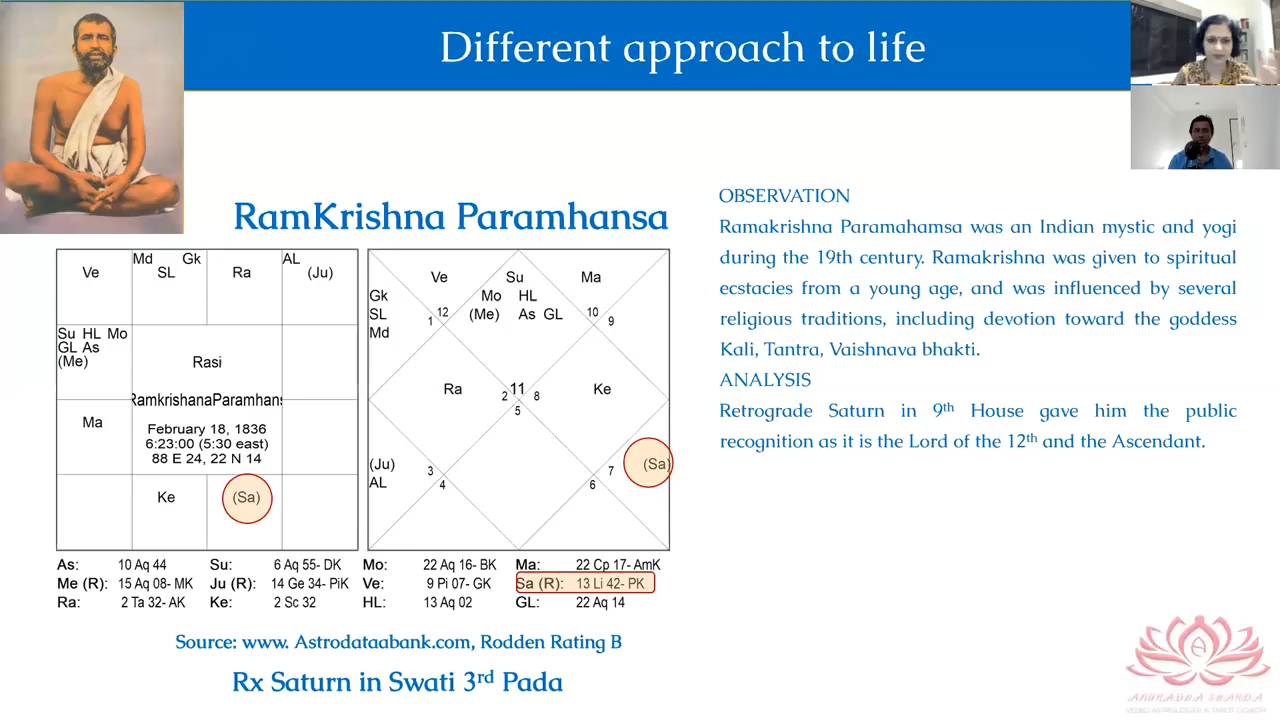 Different approach to life
RamKrishna Paramhansa
Ve
Md Gk
SL
Ra
AL
(Ju)
Su HL Mo
GL As
(Me)
Rasi
RamkrishanaParamhans
Ma
February 18, 1836
6:23:00 (5:30 east)
88 E 24, 22 N 14
Ke
(Sa)
Ve
Su
Ma
Gk
Mo HL
SL
12
(Me) As GL
10
1
9
Md
Ra
11
Ke
2
8
5
(Ju)
3
7
(Sa)
AL
4
6
As: 10 Aq 44 Su: 6 Aq 55- DK Mo: 22 Aq 16- BK Ma: 22 Cp 17- AmK
Me (R): 15 Aq 08- MK Ju (R): 14 Ge 34- PiK Ve: 9 Pi 07- GK Sa (R): 13 Li 42- PK
Ra: 2 Ta 32- AK Ke: 2 Sc 32 HL: 13 Aq 02 GL: 22 Aq 14
Source: www. Astrodataabank.com, Rodden Rating B
Rx Saturn in Swati 3rd Pada
OBSERVATION
Ramakrishna Paramahamsa was an Indian mystic and yogi
during the 19th century. Ramakrishna was given to spiritual
ecstacies from a young age, and was influenced by several
religious traditions, including devotion toward the goddess
Kali, Tantra, Vaishnava bhakti.
ANALYSIS
Retrograde Saturn in 9th House gave him the public
recognition as it is the Lord of the 12th and the Ascendant.
ANURADHA SHARDA
VEDIC ASTROLOGER & TAROT COACH